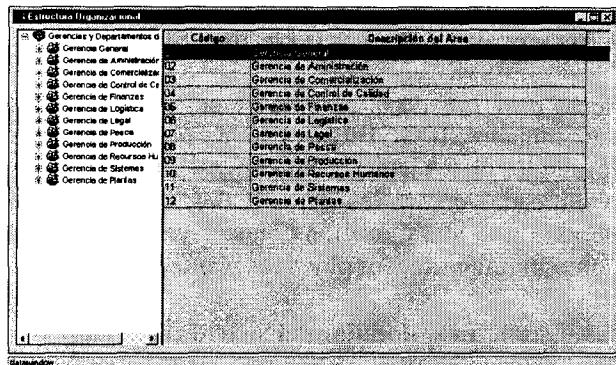 Estructura Organizacional
Gerencias y Departamentos d
Gerencia General
Gerencia de Administración
Gerencia de Comercializac
Gerencia de Control de Ca
Gerencia de Finanzas
Gerencia de Logística
Gerencia de Legal
Gerencia de Pesca
Gerencia de Producción
Gerencia de Recursos Hu
Gerencia de Sistemas
Gerencia de Plantas
Código Descripción del Area
Gerencia General
02 Gerencia de Aministración
03 Gerencia de Comercialización
04 Gerencia de Control de Calidad
05 Gerencia de Finanzas
06 Gerencia de Logística
07 Gerencia de Legal
08 Gerencia de Pesca
09 Gerencia de Producción
10 Gerencia de Recursos Humanos
11 Gerencia de Sistemas
12 Gerencia de Plantas